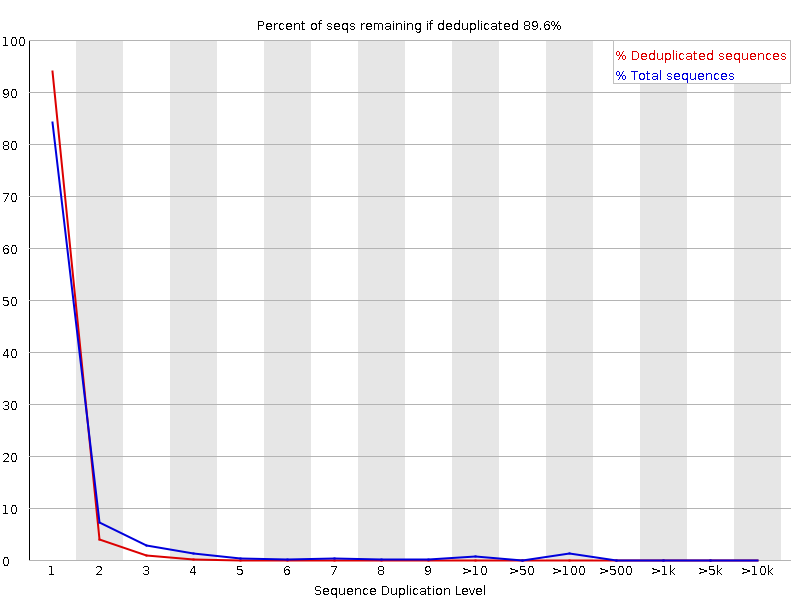 Percent of seqs remaining if deduplicated 89.6%
% Deduplicated sequences
% Total sequences
100
90
80
70
60
50
40
30
20
10
0
1 2 3 4 5 6 7 8 9 >10 >50 >100 >500 >1k >5k >10k
Sequence Duplication Level